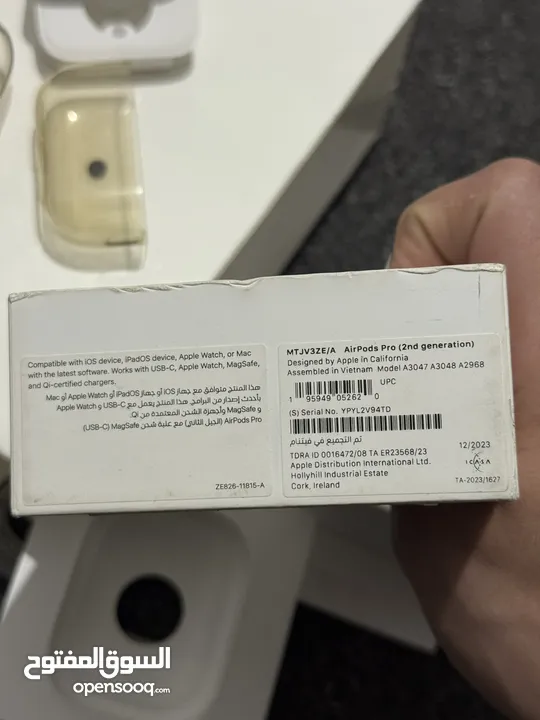 Compatible with iOS device, iPadOS device, Apple Watch, or Mac
with the latest software. Works with USB-C, Apple Watch, MagSafe,
and Qi-certified chargers.
هذا المنتج متوافق مع جهاز iOS أو جهاز iPadOS أو Apple Watch أو Mac
بأحدث إصدار من البرامج. هذا المنتج يعمل مع USB-C و Apple Watch
و MagSafe وأجهزة الشحن المعتمدة من Qi.
AirPods Pro (الجيل الثاني) مع علبة شحن MagSafe (USB-C)
ZE826-11815-A
MTJV3ZE/A AirPods Pro (2nd generation)
Designed by Apple in California
Assembled in Vietnam Model A3047 A3048 A2968
UPC
1 95949 05262 0
(S) Serial No. YPYL2V94TD
تم التجميع في فيتنام
12/2023
TDRA ID 0016472/08 TA ER23568/23
Apple Distribution International Ltd.
Hollyhill Industrial Estate
Cork, Ireland
ICASA
TA-2023/1627
السوق المفتوح
opensooq.com